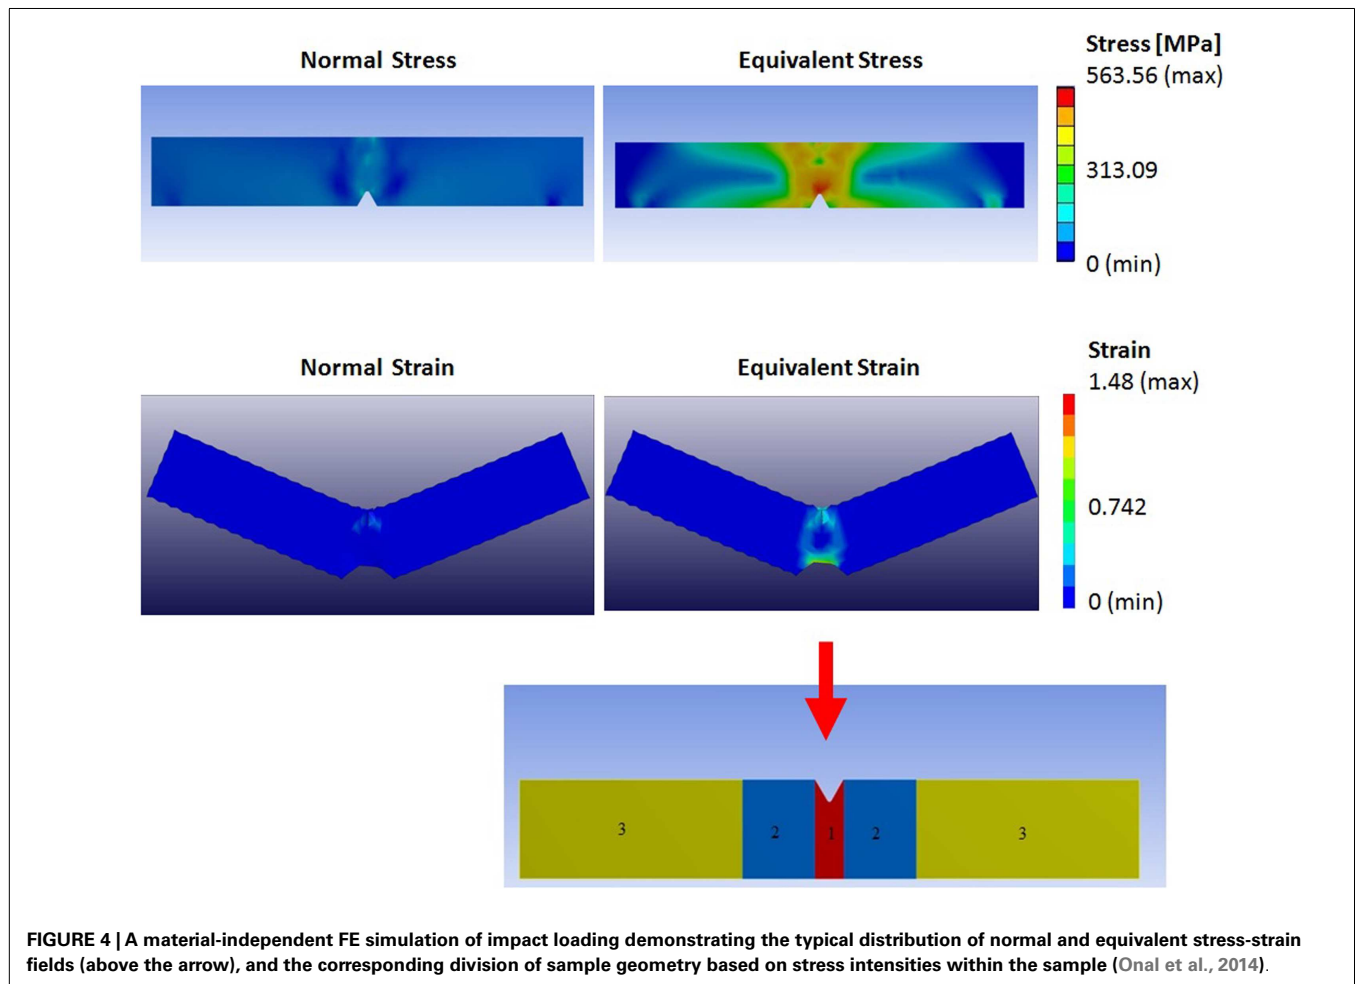 Normal Stress
Equivalent Stress
Stress [MPa]
563.56 (max)
313.09
0 (min)
Normal Strain
Equivalent Strain
Strain
1.48 (max)
0.742
0 (min)
3 2 1 2 3
FIGURE 4 | A material-independent FE simulation of impact loading demonstrating the typical distribution of normal and equivalent stress-strain
fields (above the arrow), and the corresponding division of sample geometry based on stress intensities within the sample (Onal et al., 2014).